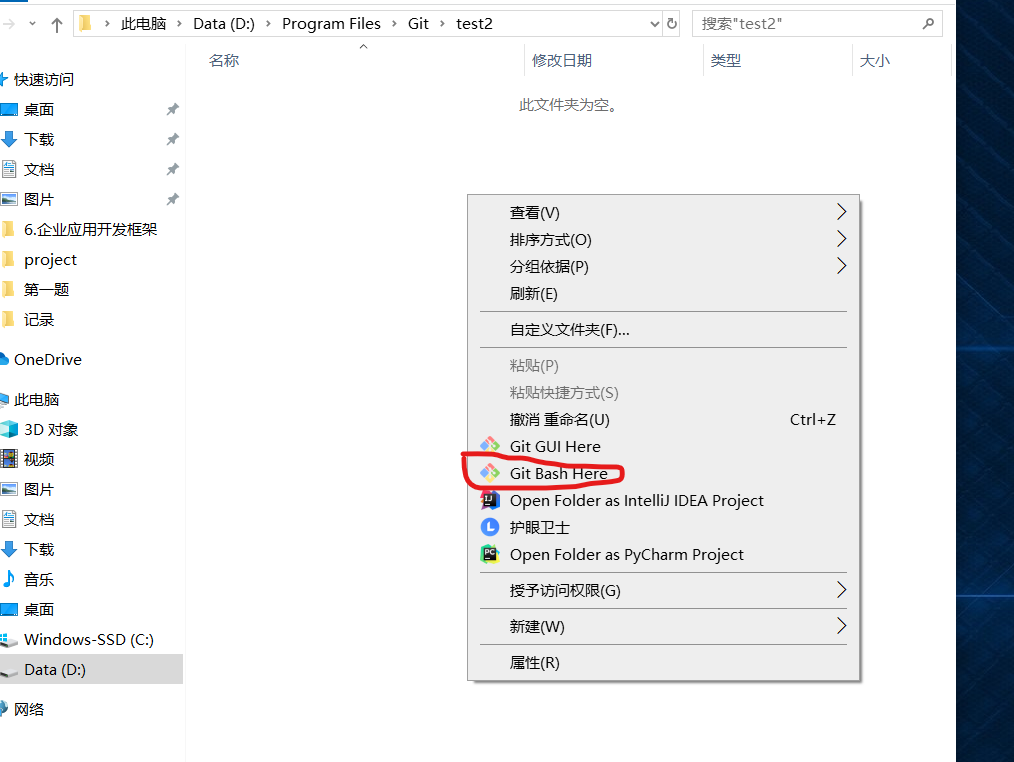 此电脑 › Data (D:) › Program Files › Git › test2
搜索"test2"
名称
修改日期
类型
大小
此文件夹为空。
快速访问
桌面
下载
文档
图片
6.企业应用开发框架
project
第一题
记录
OneDrive
此电脑
3D 对象
视频
图片
文档
下载
音乐
桌面
Windows-SSD (C:)
Data (D:)
网络
查看(V)
排序方式(O)
分组依据(P)
刷新(E)
自定义文件夹(F)...
粘贴(P)
粘贴快捷方式(S)
撤消 重命名(U) Ctrl+Z
Git GUI Here
Git Bash Here
Open Folder as IntelliJ IDEA Project
护眼卫士
Open Folder as PyCharm Project
授予访问权限(G)
新建(W)
属性(R)